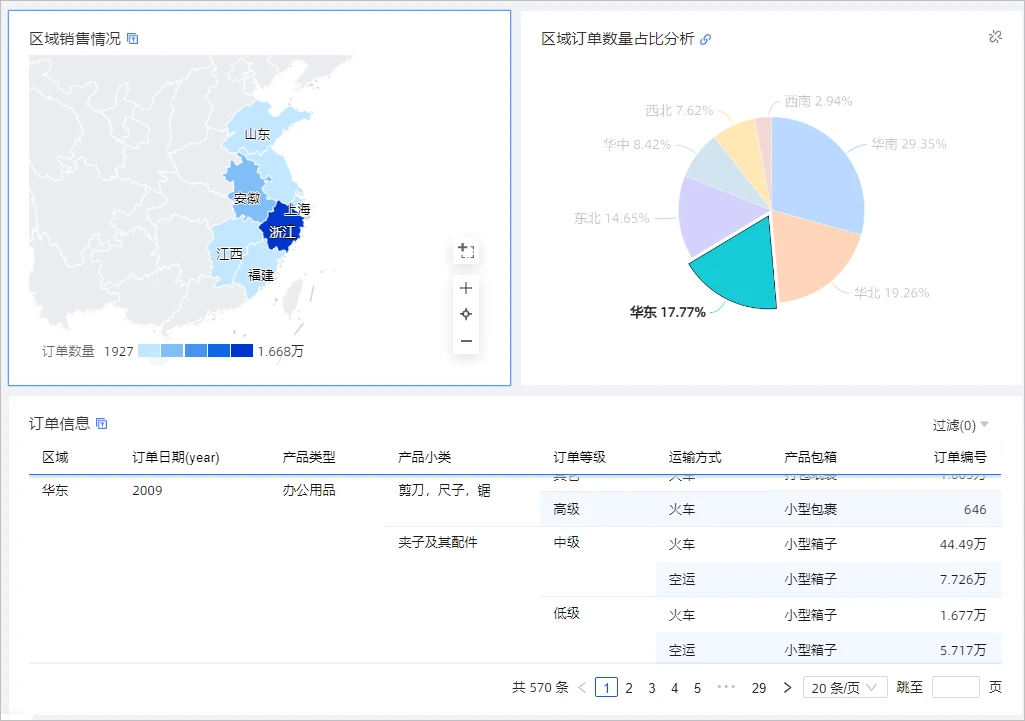 区域销售情况
山东
安徽
上海
浙江
江西
福建
订单数量 1927 1.668万
区域订单数量占比分析
西南 2.94%
西北 7.62%
华南 29.35%
华中 8.42%
东北 14.65%
华北 19.26%
华东 17.77%
订单信息
过滤(0)
区域 订单日期(year) 产品类型 产品小类 订单等级 运输方式 产品包箱 订单编号
华东 2009 办公用品 剪刀，尺子，锯
高级 火车 小型包裹 646
夹子及其配件 中级 火车 小型箱子 44.49万
空运 小型箱子 7.726万
低级 火车 小型箱子 1.677万
空运 小型箱子 5.717万
共 570 条 < 1 2 3 4 5 ··· 29 > 20 条/页 跳至 页